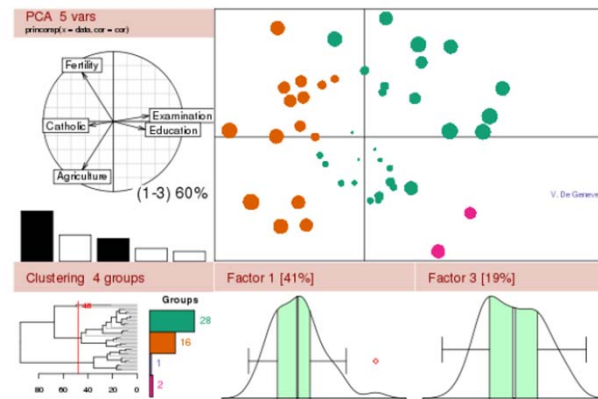 PCA 5 vars
princomp(x = data, cor = cor)
Fertility
Examination
Catholic
Education
Agriculture
(1-3) 60%
V. De Geneve
Clustering 4 groups
Factor 1 [41%]
Factor 3 [19%]
Groups
48
28
16
1
2
80 60 40 20 0